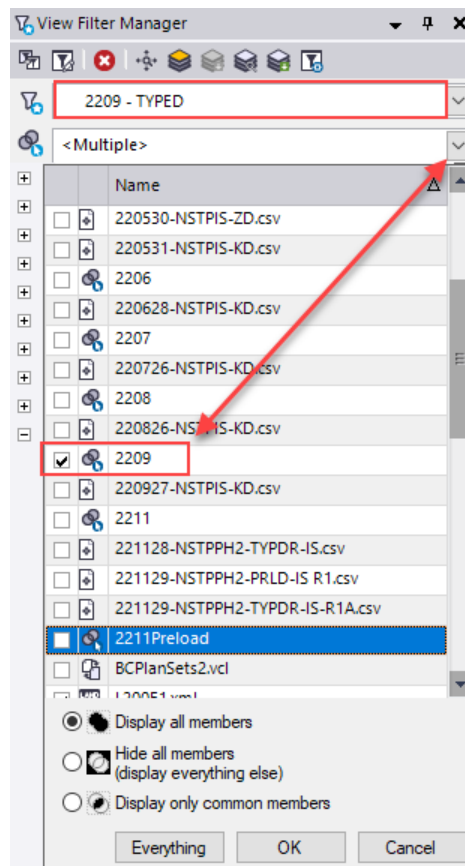 View Filter Manager
2209 - TYPED
<Multiple>
Name
220530-NSTPIS-ZD.csv
220531-NSTPIS-KD.csv
2206
220628-NSTPIS-KD.csv
2207
220726-NSTPIS-KD.csv
2208
220826-NSTPIS-KD.csv
2209
220927-NSTPIS-KD.csv
2211
221128-NSTPPH2-TYPDR-IS.csv
221129-NSTPPH2-PRLD-IS R1.csv
221129-NSTPPH2-TYPDR-IS-R1A.csv
2211Preload
BCPlanSets2.vcl
L20051.xml
Display all members
Hide all members
(display everything else)
Display only common members
Everything OK Cancel